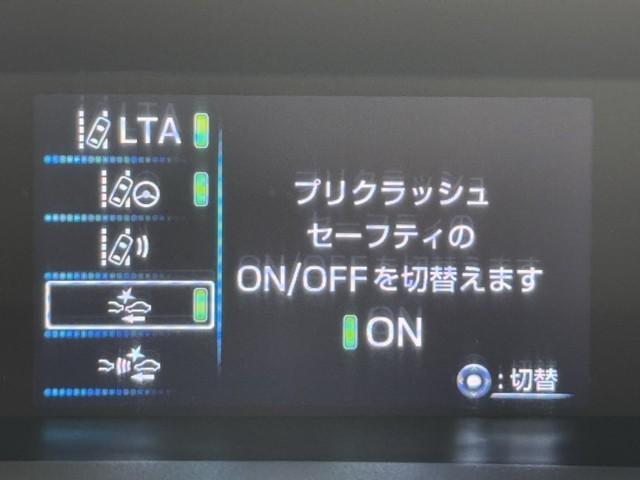 LTA
プリクラッシュ
セーフティの
ON/OFFを切替えます
ON
:切替